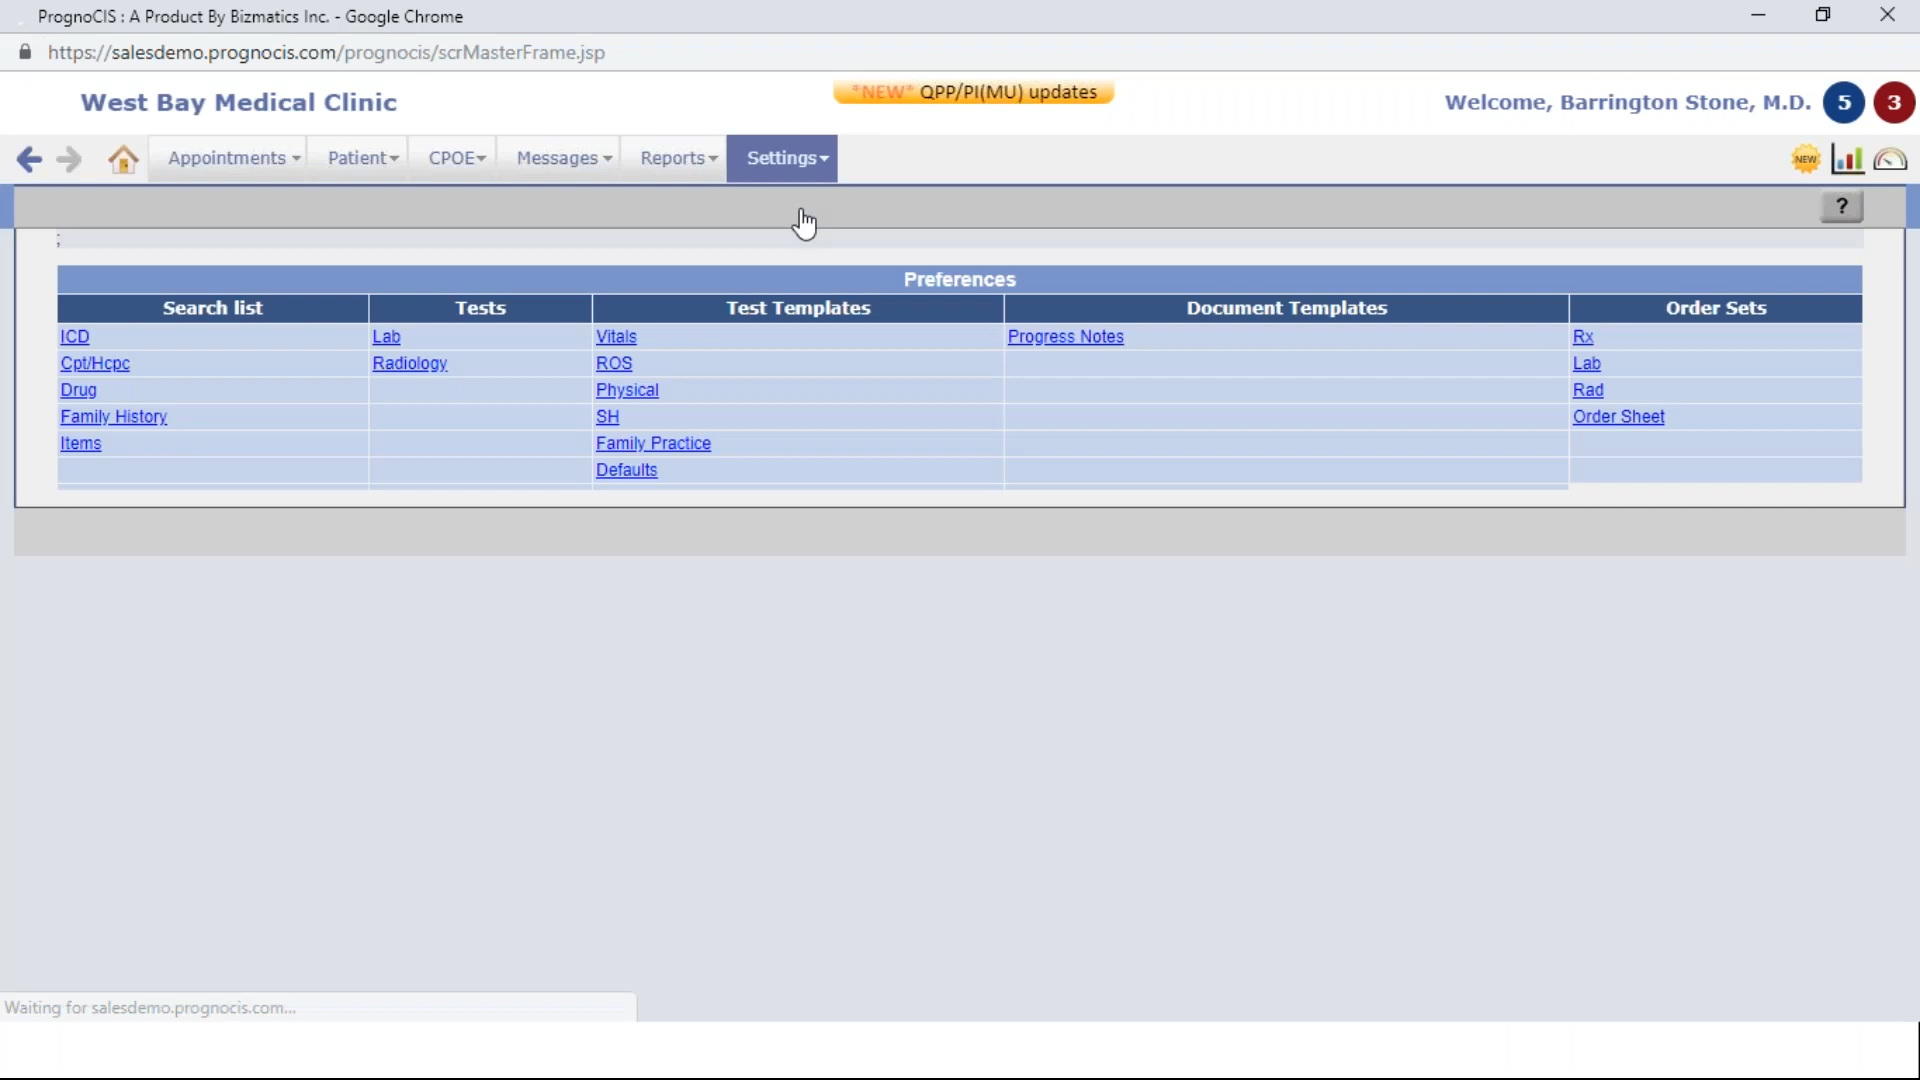 PrognoCIS : A Product By Bizmatics Inc. - Google Chrome
https://salesdemo.prognocis.com/prognocis/scrMasterFrame.jsp
West Bay Medical Clinic
*NEW* QPP/PI(MU) updates
Welcome, Barrington Stone, M.D. 5 3
Appointments Patient CPOE Messages Reports Settings NEW
?
;
Preferences
Search list Tests Test Templates Document Templates Order Sets
ICD Lab Vitals Progress Notes Rx
Cpt/Hcpc Radiology ROS Lab
Drug Physical Rad
Family History SH Order Sheet
Items Family Practice
Defaults
Waiting for salesdemo.prognocis.com...